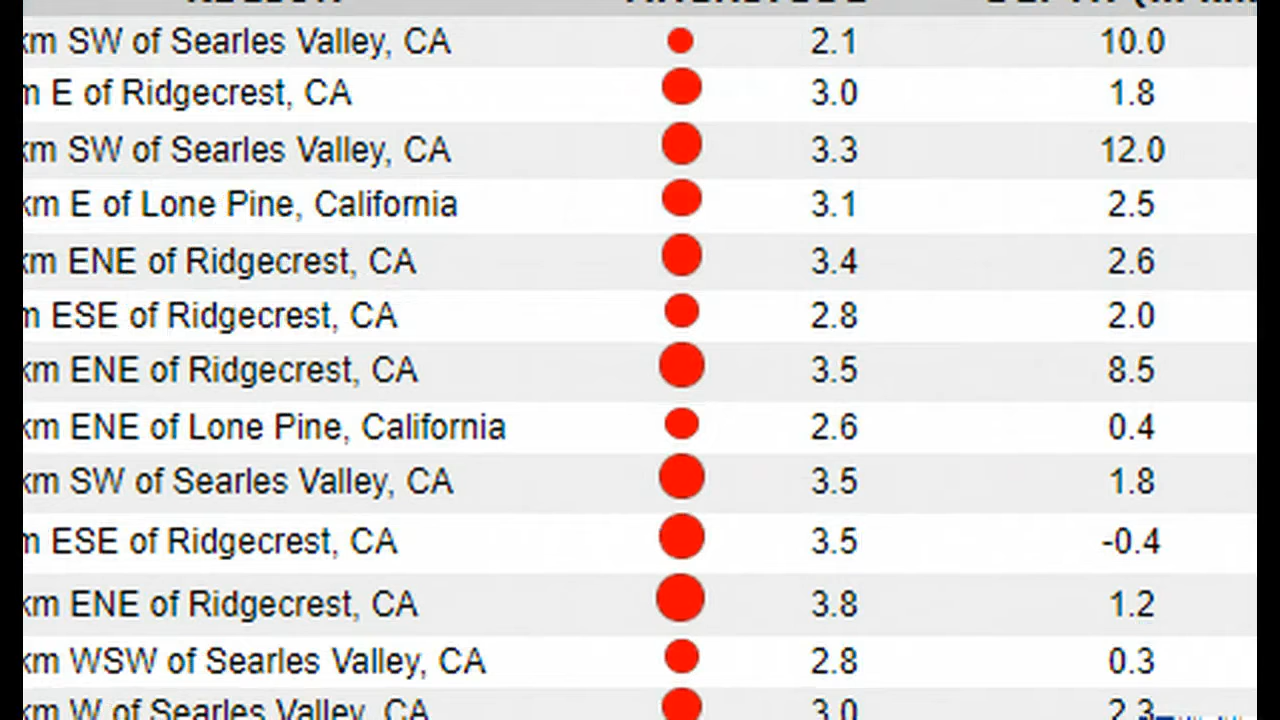 km SW of Searles Valley, CA 2.1 10.0
m E of Ridgecrest, CA 3.0 1.8
km SW of Searles Valley, CA 3.3 12.0
km E of Lone Pine, California 3.1 2.5
km ENE of Ridgecrest, CA 3.4 2.6
m ESE of Ridgecrest, CA 2.8 2.0
km ENE of Ridgecrest, CA 3.5 8.5
km ENE of Lone Pine, California 2.6 0.4
km SW of Searles Valley, CA 3.5 1.8
m ESE of Ridgecrest, CA 3.5 -0.4
km ENE of Ridgecrest, CA 3.8 1.2
km WSW of Searles Valley, CA 2.8 0.3
km W of Searles Valley, CA 3.0 2.3